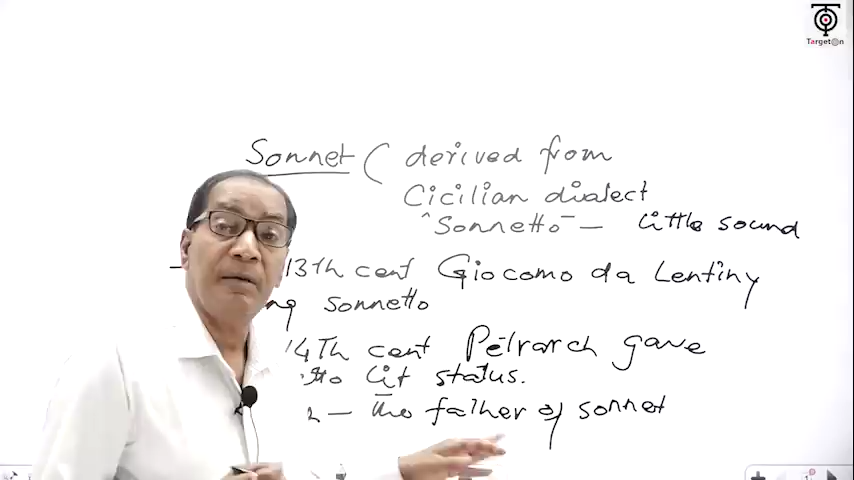 TargetOn
Sonnet ( derived from
Cicilian dialect
"Sonnetto" — little sound
13th cent Giocomo da Lentiny
sonnetto
14Th cent Petrarch gave
lit status.
— the father of sonnet